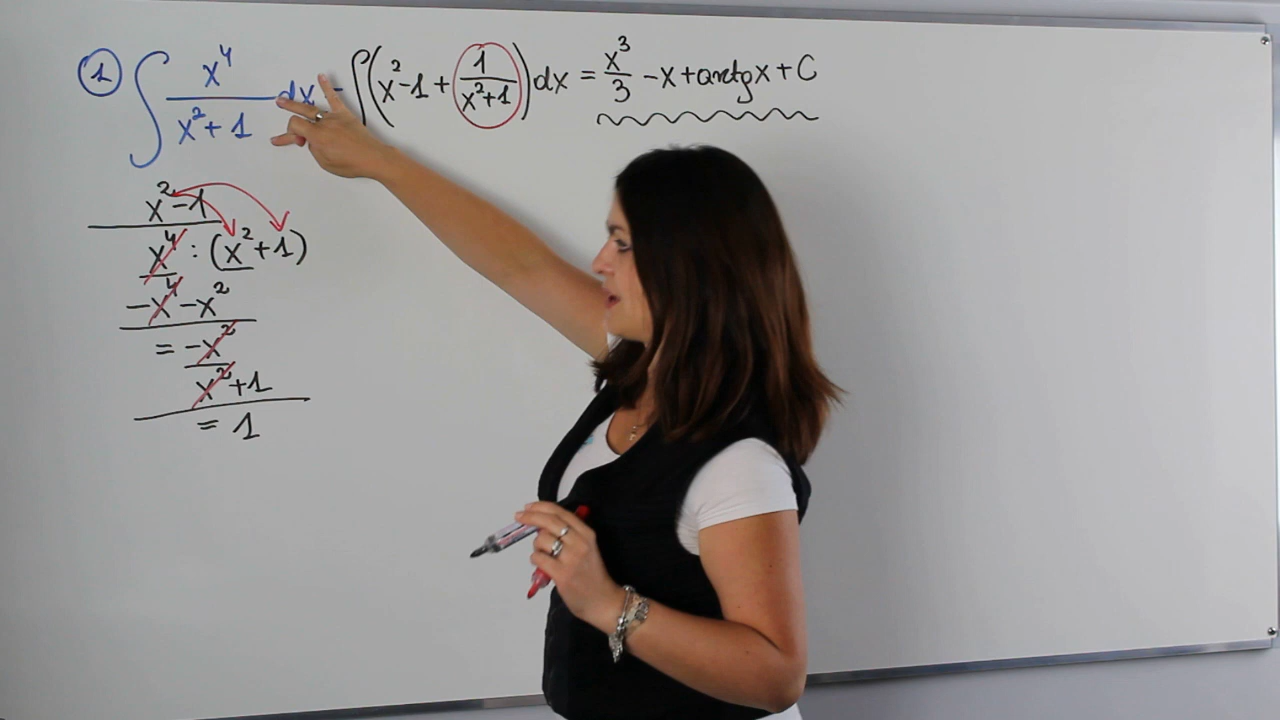 ① ∫ x⁴/(x²+1) dx = ∫(x²-1+1/(x²+1))dx = x³/3 -x+arctgx+C
x²-1
x⁴ : (x²+1)
-x⁴-x²
= -x²
x²+1
= 1